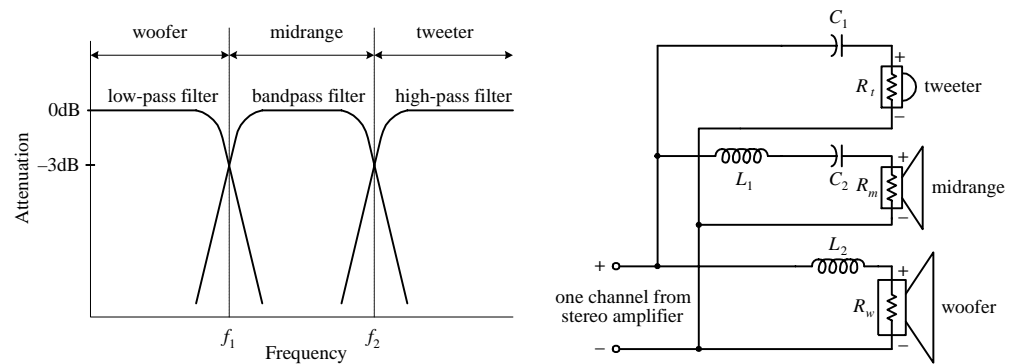 woofer midrange tweeter
low-pass filter bandpass filter high-pass filter
0dB
–3dB
Attenuation
f1 f2
Frequency
C1
+
Rt tweeter
–
+
L1 C2 Rm midrange
–
L2
+ +
one channel from
stereo amplifier
Rw woofer
– –